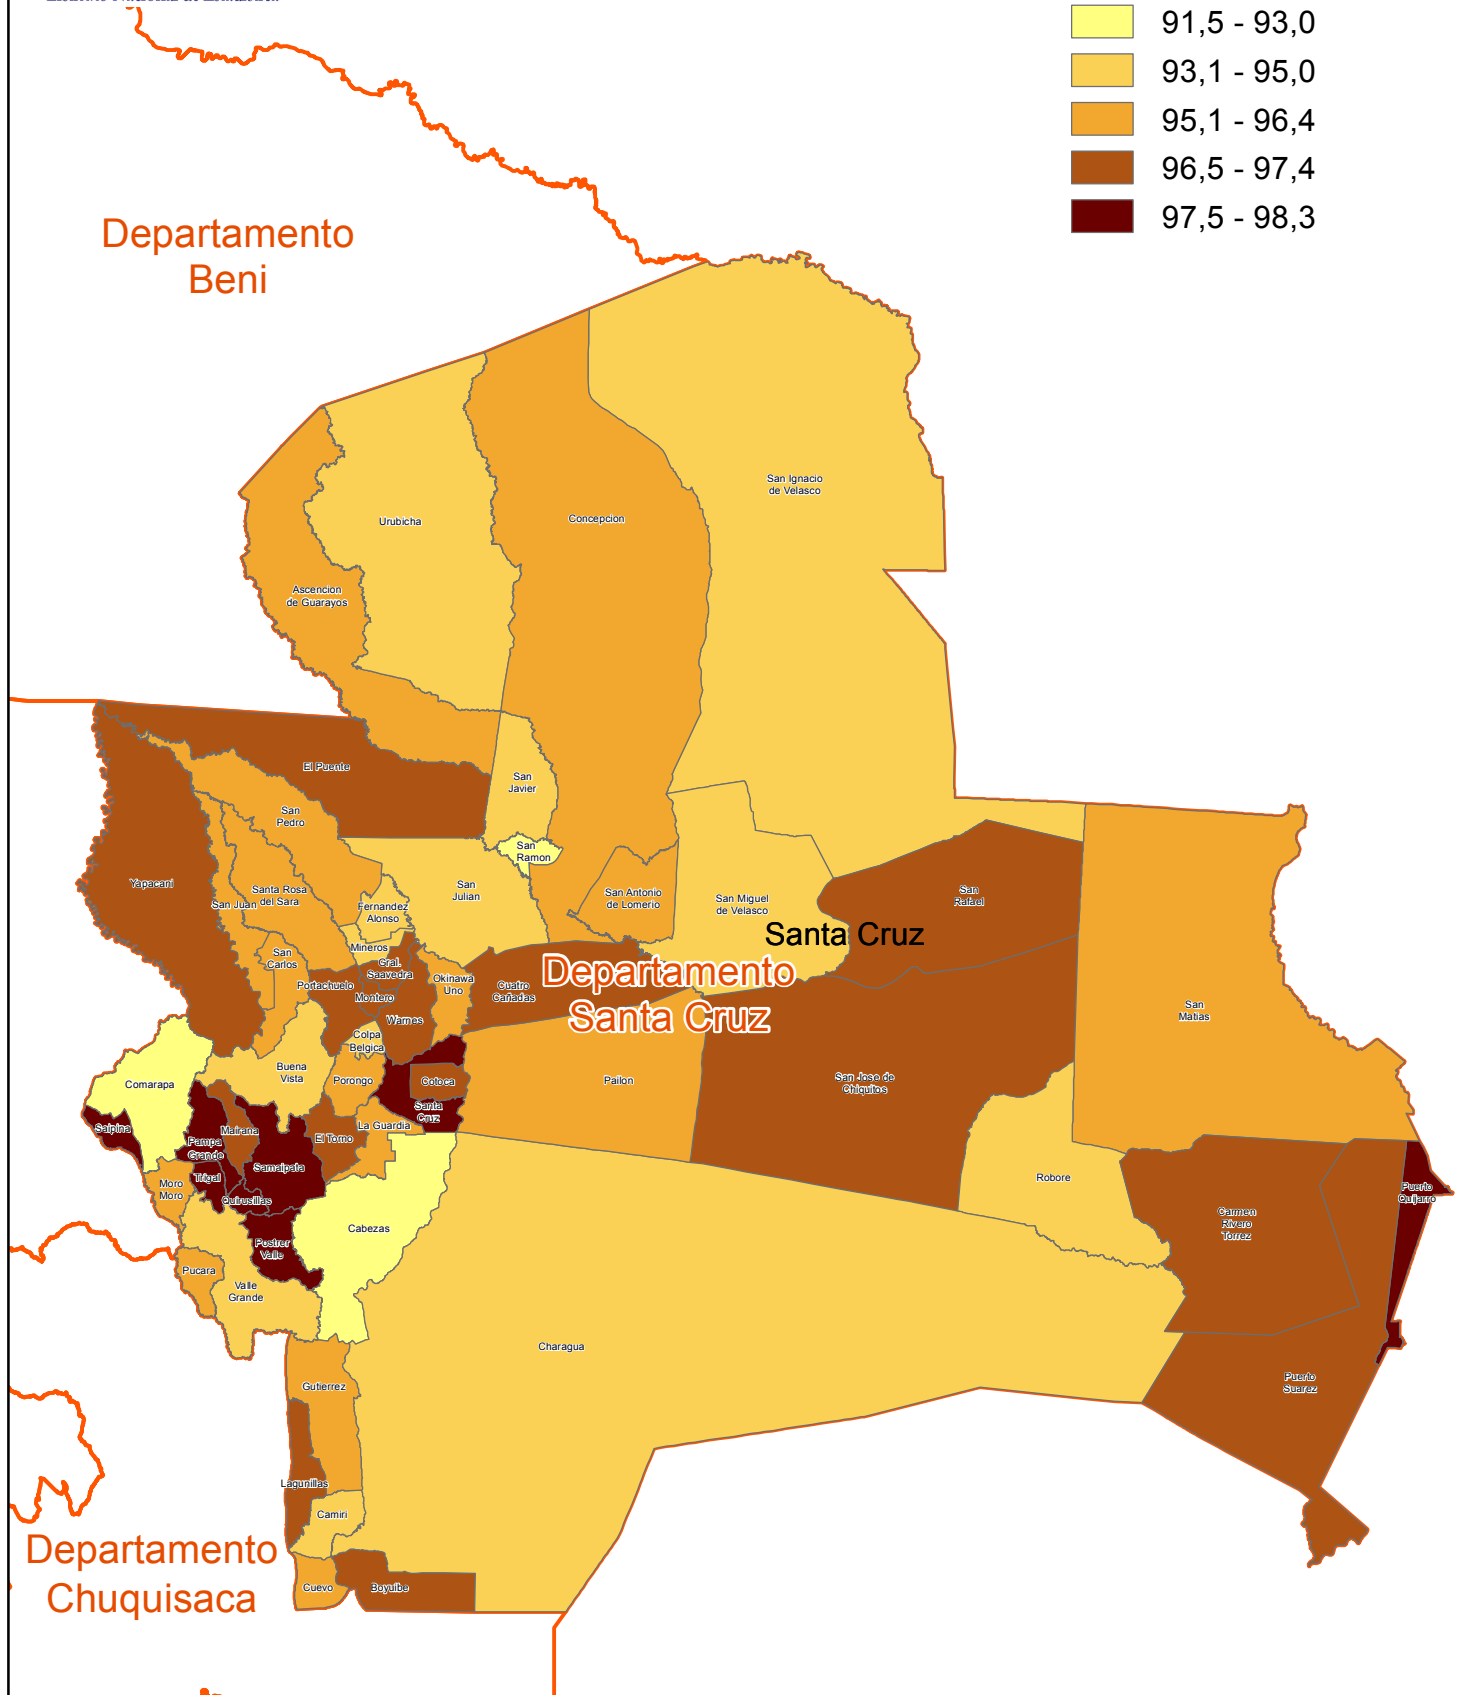 91,5 - 93,0
93,1 - 95,0
95,1 - 96,4
96,5 - 97,4
97,5 - 98,3
Departamento
Beni
San Ignacio
de Velasco
Urubicha
Concepcion
Ascencion
de Guarayos
El Puente
San
Javier
San
Pedro
San
Ramon
Yapacani
San Juan
Santa Rosa
del Sara
San
Julian
San Antonio
de Lomerio
San Miguel
de Velasco
San
Rafael
Fernandez
Alonso
Santa Cruz
Mineros
San
Carlos
Gral.
Saavedra
Okinawa
Uno
Cuatro
Cañadas
Departamento
Santa Cruz
Portachuelo
Montero
Warnes
San
Matias
Colpa
Belgica
Buena
Vista
Comarapa
Porongo
Cotoca
Pailon
San Jose de
Chiquitos
Santa
Cruz
Saipina
Mairana
El Torno
La Guardia
Pampa
Grande
Samaipata
Trigal
Moro
Moro
Quirusillas
Robore
Puerto
Quijarro
Cabezas
Carmen
Rivero
Torrez
Postrer
Valle
Pucara
Valle
Grande
Charagua
Gutierrez
Puerto
Suarez
Lagunillas
Camiri
Departamento
Chuquisaca
Cuevo
Boyuibe